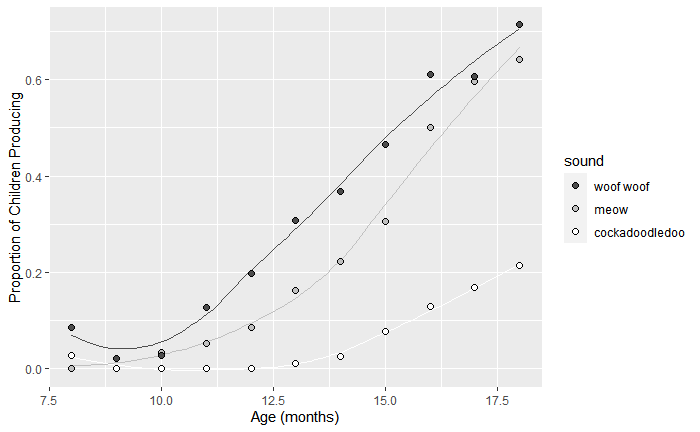 Proportion of Children Producing
0.6
0.4
0.2
0.0
7.5 10.0 12.5 15.0 17.5
Age (months)
sound
woof woof
meow
cockadoodledoo